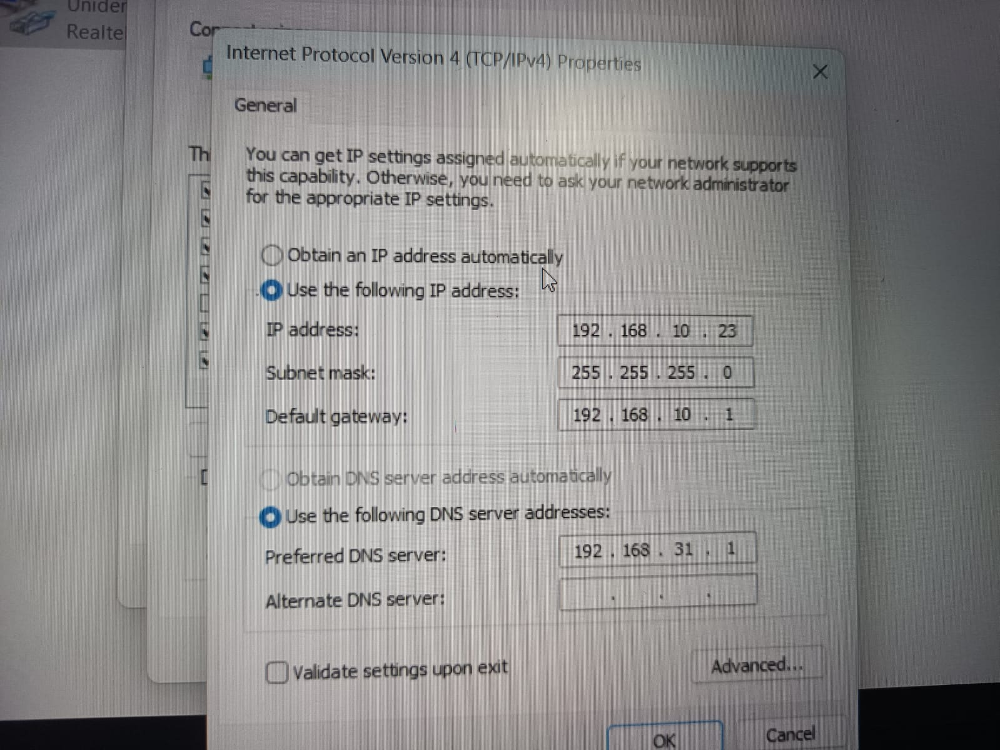 Realte
Internet Protocol Version 4 (TCP/IPv4) Properties
General
Th
You can get IP settings assigned automatically if your network supports
this capability. Otherwise, you need to ask your network administrator
for the appropriate IP settings.
Obtain an IP address automatically
Use the following IP address:
IP address: 192 . 168 . 10 . 23
Subnet mask: 255 . 255 . 255 . 0
Default gateway: 192 . 168 . 10 . 1
Obtain DNS server address automatically
Use the following DNS server addresses:
Preferred DNS server: 192 . 168 . 31 . 1
Alternate DNS server: . . .
Validate settings upon exit
Advanced...
OK
Cancel